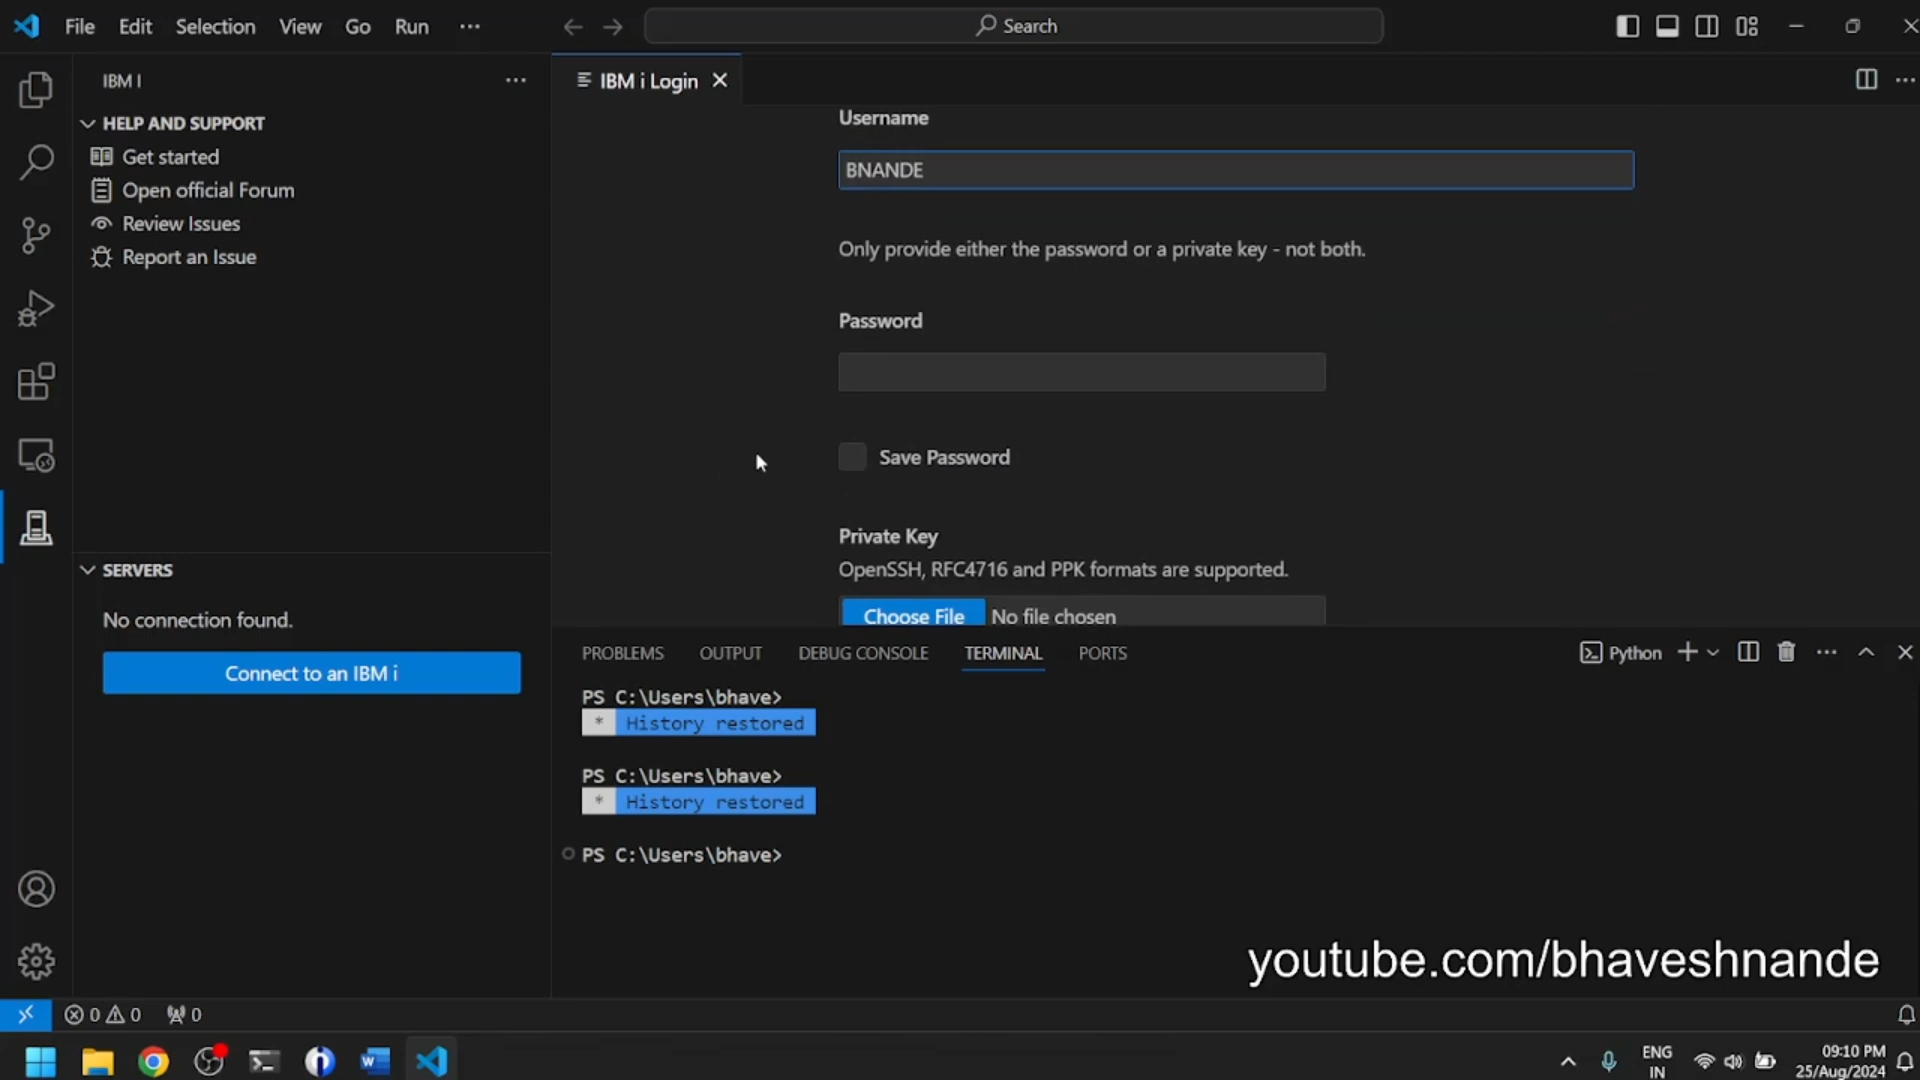 File Edit Selection View Go Run ··· Search
IBM I ···
HELP AND SUPPORT
Get started
Open official Forum
Review Issues
Report an Issue
SERVERS
No connection found.
Connect to an IBM i
IBM i Login
Username
BNANDE
Only provide either the password or a private key - not both.
Password
Save Password
Private Key
OpenSSH, RFC4716 and PPK formats are supported.
Choose File No file chosen
PROBLEMS OUTPUT DEBUG CONSOLE TERMINAL PORTS Python
PS C:\Users\bhave>
* History restored
PS C:\Users\bhave>
* History restored
PS C:\Users\bhave>
youtube.com/bhaveshnande
0 0 0
ENG
IN
09:10 PM
25/Aug/2024